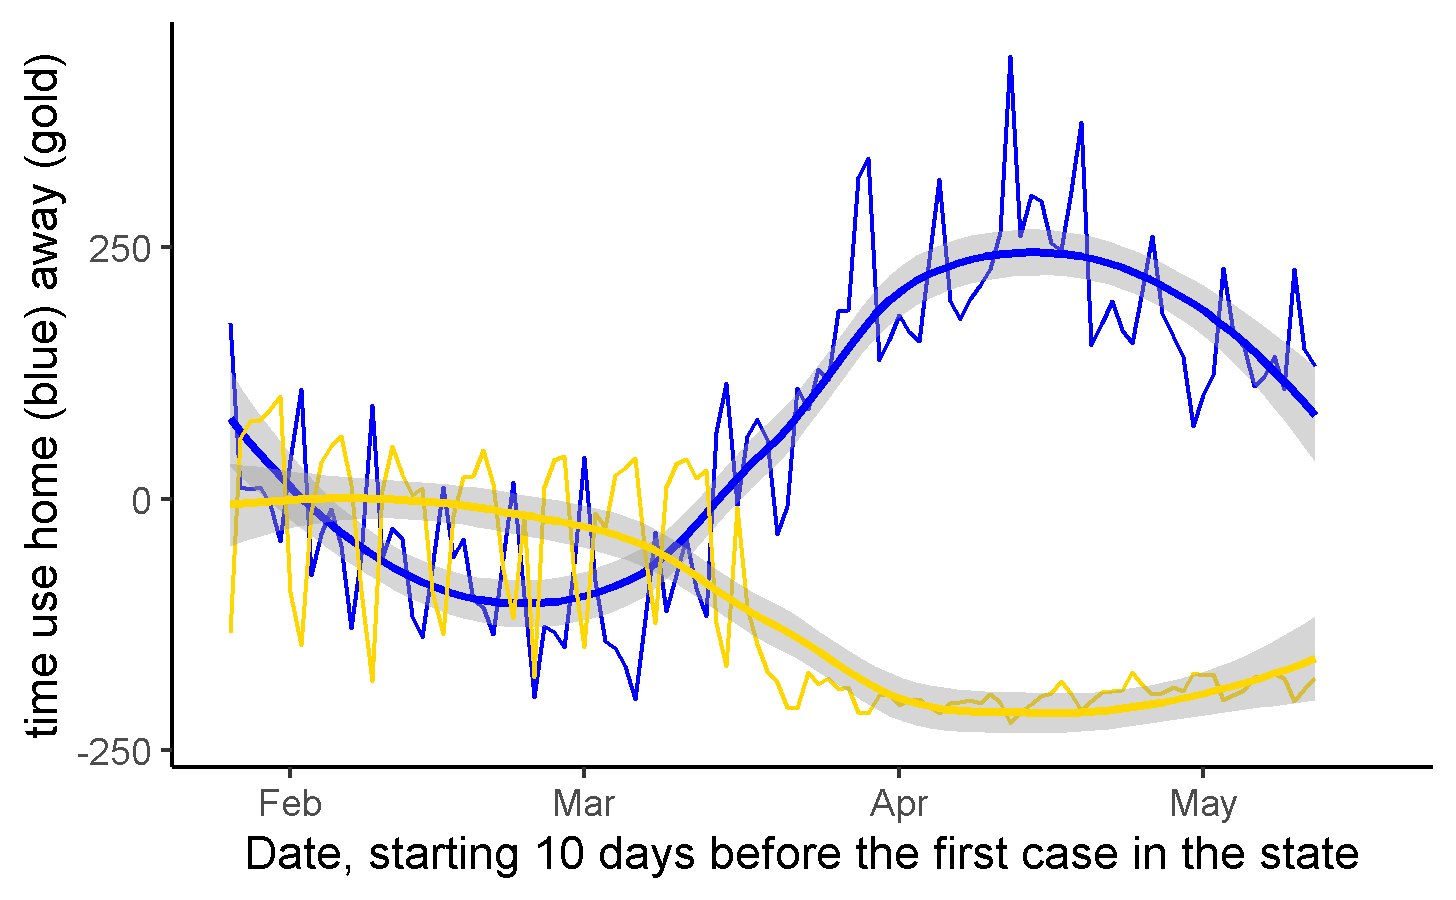 time use home (blue) away (gold)
250
0
-250
Feb Mar Apr May
Date, starting 10 days before the first case in the state